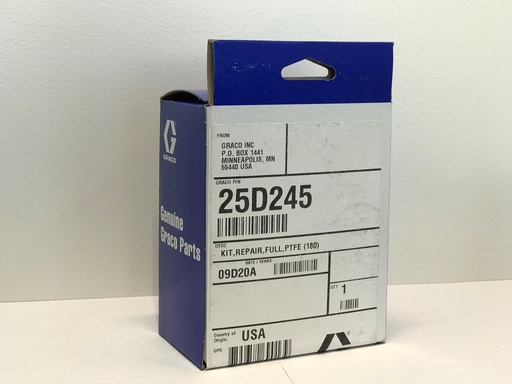 GRACO
Genuine
Graco Parts
FROM
GRACO INC
P.O. BOX 1441
MINNEAPOLIS, MN
55440 USA
GRACO P/N
25D245
DESC
KIT,REPAIR,FULL,PTFE (180)
DATE / SERIES
09D20A
QTY 1
Country of
Origin: USA
UPC